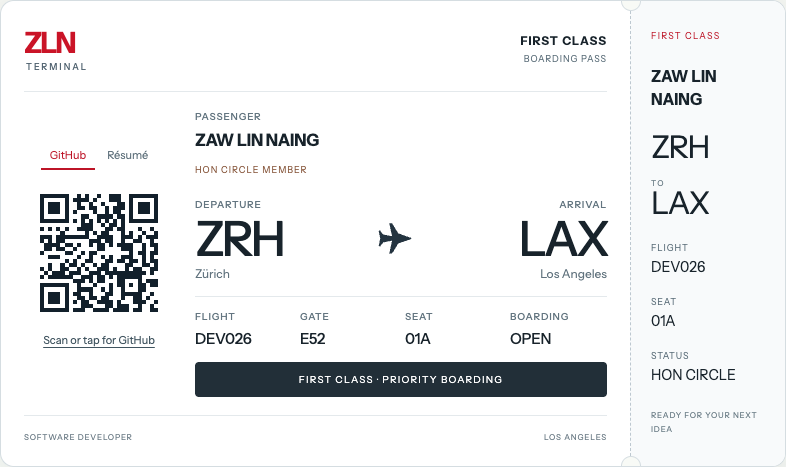 ZLN
TERMINAL
FIRST CLASS
BOARDING PASS
GitHub Résumé
Scan or tap for GitHub
PASSENGER
ZAW LIN NAING
HON CIRCLE MEMBER
DEPARTURE ARRIVAL
ZRH LAX
Zürich Los Angeles
FLIGHT GATE SEAT BOARDING
DEV026 E52 01A OPEN
FIRST CLASS · PRIORITY BOARDING
SOFTWARE DEVELOPER LOS ANGELES
FIRST CLASS
ZAW LIN
NAING
ZRH
TO
LAX
FLIGHT
DEV026
SEAT
01A
STATUS
HON CIRCLE
READY FOR YOUR NEXT
IDEA